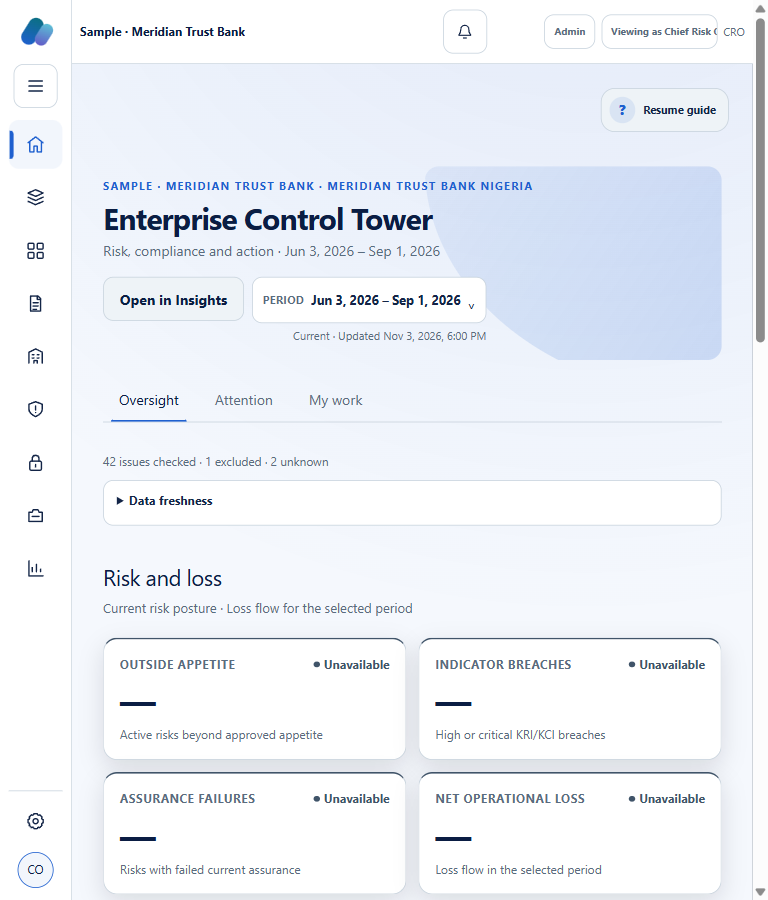 Sample · Meridian Trust Bank
Admin
Viewing as Chief Risk
CRO
? Resume guide
SAMPLE · MERIDIAN TRUST BANK · MERIDIAN TRUST BANK NIGERIA
Enterprise Control Tower
Risk, compliance and action · Jun 3, 2026 – Sep 1, 2026
Open in Insights
PERIOD Jun 3, 2026 – Sep 1, 2026 v
Current · Updated Nov 3, 2026, 6:00 PM
Oversight
Attention
My work
42 issues checked · 1 excluded · 2 unknown
Data freshness
Risk and loss
Current risk posture · Loss flow for the selected period
OUTSIDE APPETITE
Unavailable
—
Active risks beyond approved appetite
INDICATOR BREACHES
Unavailable
—
High or critical KRI/KCI breaches
ASSURANCE FAILURES
Unavailable
—
Risks with failed current assurance
NET OPERATIONAL LOSS
Unavailable
—
Loss flow in the selected period
CO